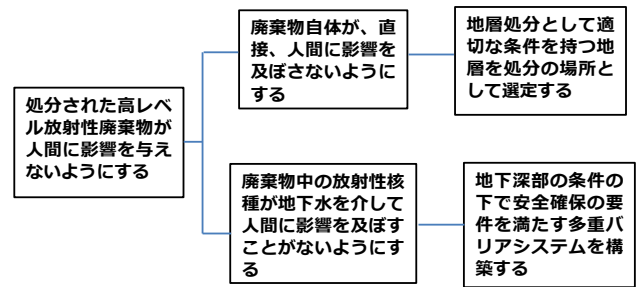 処分された高レベ
ル放射性廃棄物が
人間に影響を与え
ないようにする
廃棄物自体が、直
接、人間に影響を
及ぼさないように
する
地層処分として適
切な条件を持つ地
層を処分の場所と
して選定する
廃棄物中の放射性核
種が地下水を介して
人間に影響を及ぼす
ことがないようにす
る
地下深部の条件の
下で安全確保の要
件を満たす多重バ
リアシステムを構
築する